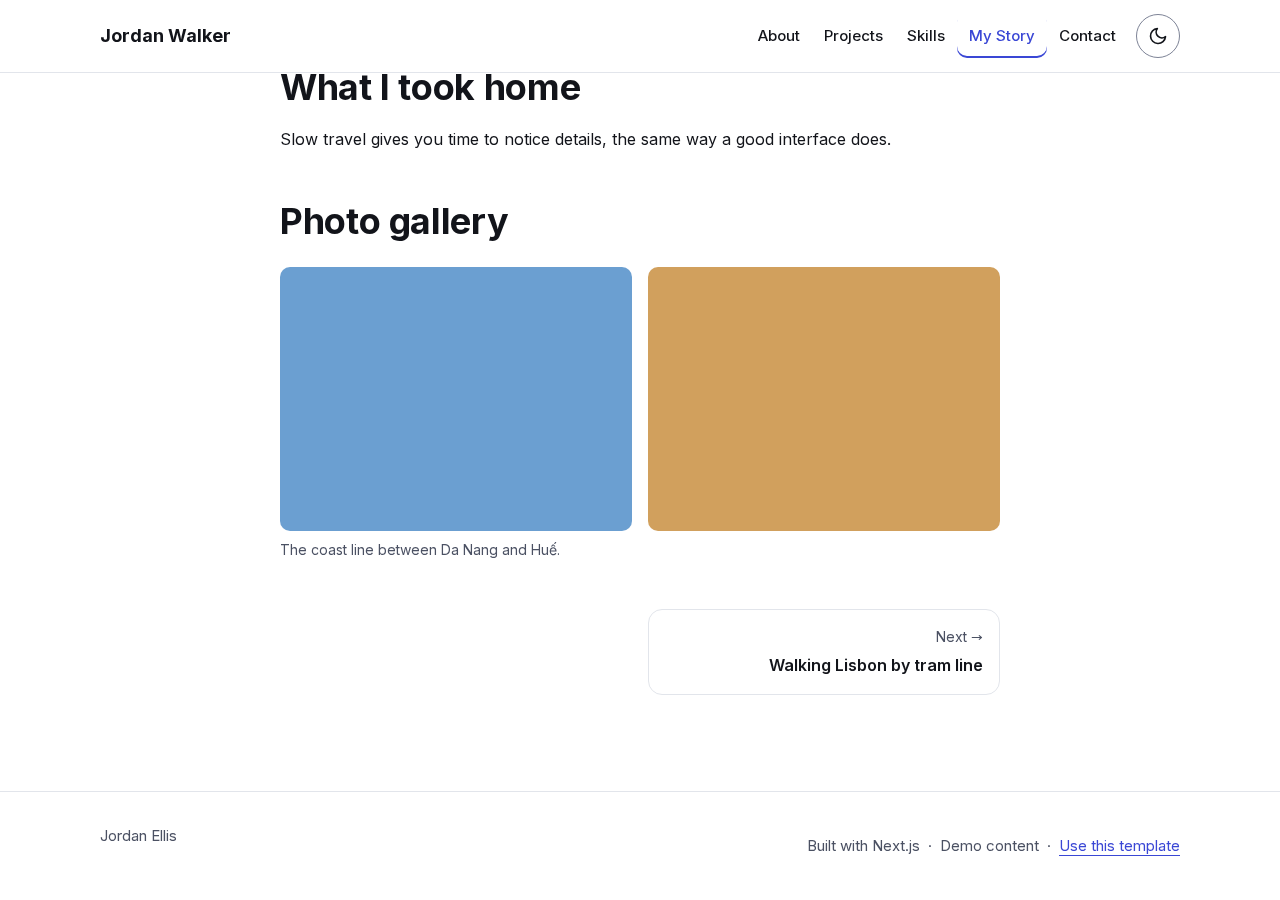 Jordan Walker
About Projects Skills My Story Contact
What I took home
Slow travel gives you time to notice details, the same way a good interface does.
Photo gallery
The coast line between Da Nang and Huế.
Next →
Walking Lisbon by tram line
Jordan Ellis
Built with Next.js · Demo content · Use this template